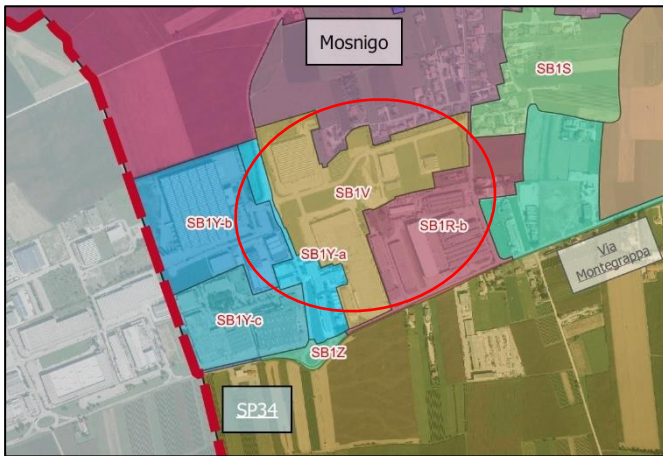 Mosnigo
SB1S
SB1V
SB1Y-b
SB1R-b
SB1Y-a
Via
Montegrappa
SB1Y-c
SB1Z
SP34